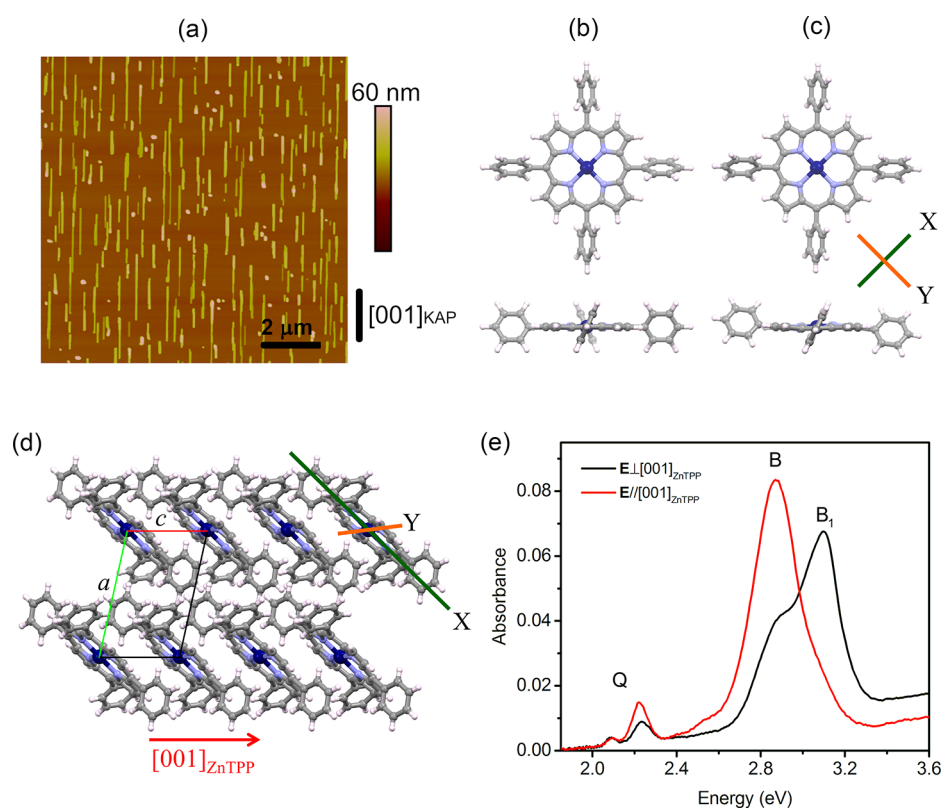 (a)
60 nm
2 μm
[001]KAP
(b)
(c)
X
Y
(d)
c
a
Y
X
[001]ZnTPP
(e)
E⊥[001]ZnTPP
E//[001]ZnTPP
B
B1
Q
Absorbance
0.08
0.06
0.04
0.02
0.00
2.0 2.4 2.8 3.2 3.6
Energy (eV)